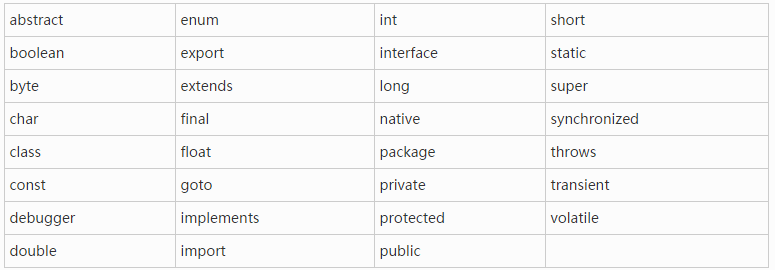 abstract enum int short
boolean export interface static
byte extends long super
char final native synchronized
class float package throws
const goto private transient
debugger implements protected volatile
double import public